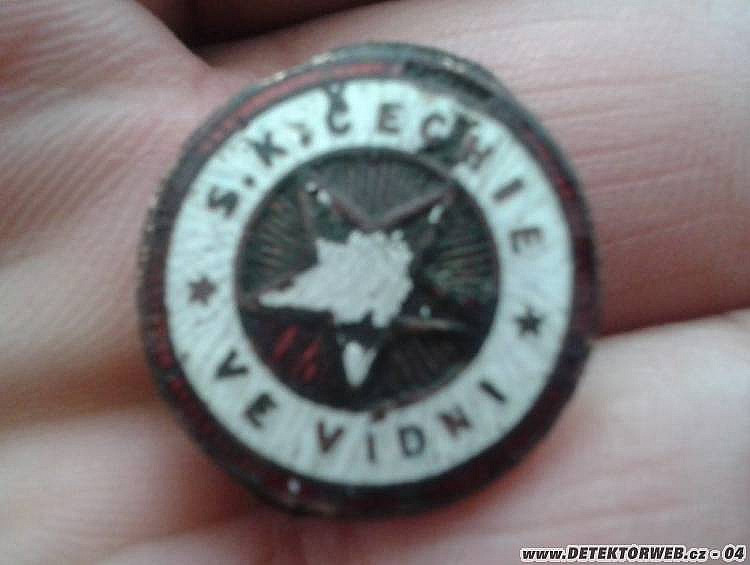 S.K. ČECHIE
VE VÍDNI
www.DETEKTORWEB.cz - 04